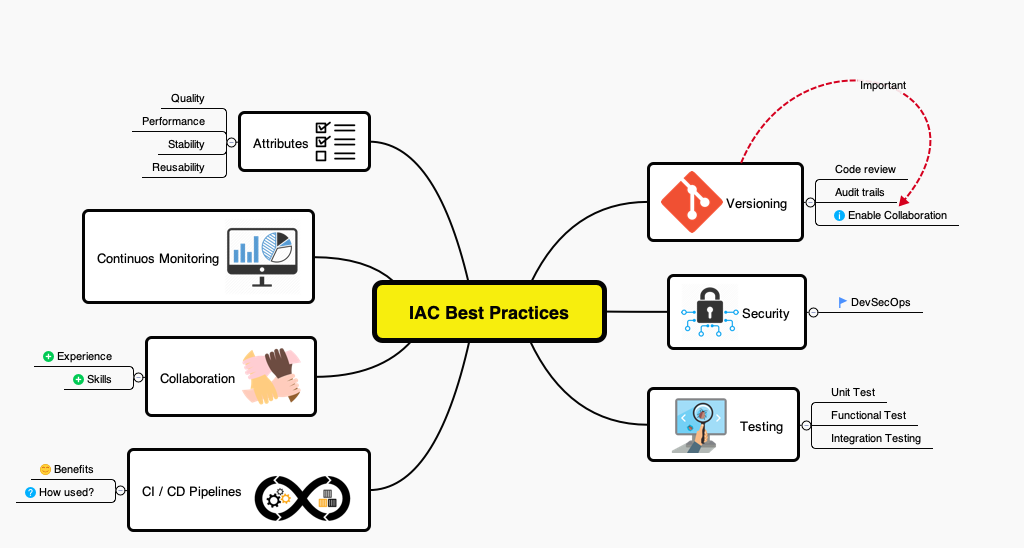 IAC Best Practices
Attributes
Quality
Performance
Stability
Reusability
Continuos Monitoring
Collaboration
Experience
Skills
CI / CD Pipelines
Benefits
How used?
Important
Versioning
Code review
Audit trails
Enable Collaboration
Security
DevSecOps
Testing
Unit Test
Functional Test
Integration Testing